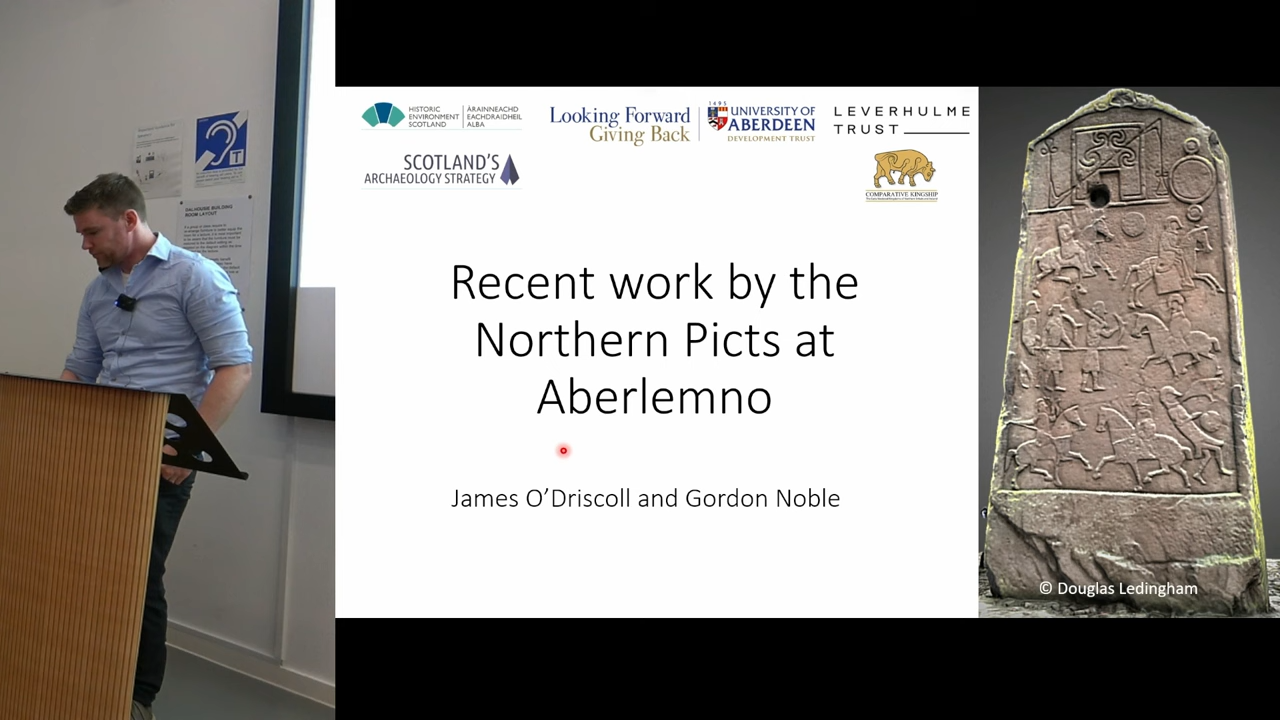 HISTORIC
ENVIRONMENT
SCOTLAND
ÀRAINNEACHD
EACHDRAIDHEIL
ALBA
Looking Forward
Giving Back
1495
UNIVERSITY OF
ABERDEEN
DEVELOPMENT TRUST
LEVERHULME
TRUST
SCOTLAND'S
ARCHAEOLOGY STRATEGY
COMPARATIVE KINGSHIP
Recent work by the
Northern Picts at
Aberlemno
James O'Driscoll and Gordon Noble
© Douglas Ledingham
T
DALHOUSIE BUILDING
ROOM LAYOUT